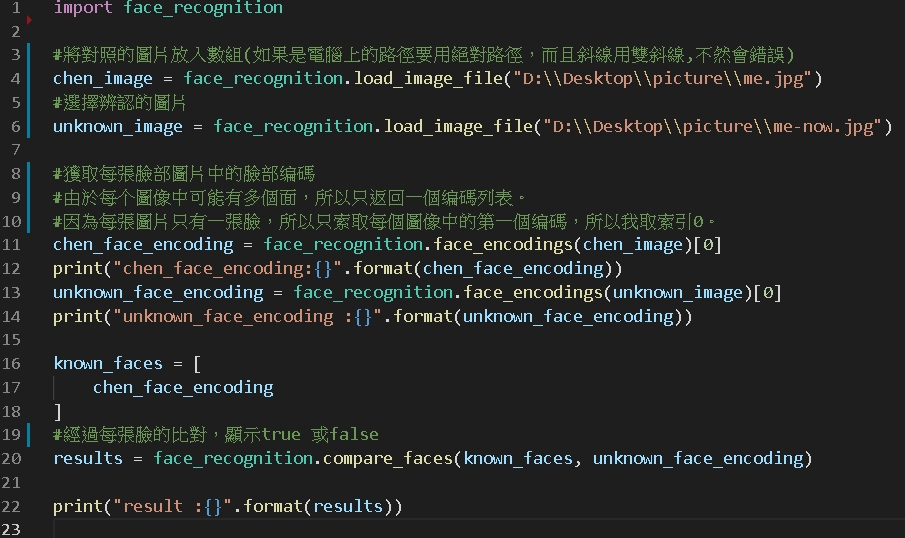 1 import face_recognition
2
3 #將對照的圖片放入數組(如果是電腦上的路徑要用絕對路徑，而且斜線用雙斜線,不然會錯誤)
4 chen_image = face_recognition.load_image_file("D:\\Desktop\\picture\\me.jpg")
5 #選擇辨認的圖片
6 unknown_image = face_recognition.load_image_file("D:\\Desktop\\picture\\me-now.jpg")
7
8 #獲取每張臉部圖片中的臉部编碼
9 #由於每个圖像中可能有多個面，所以只返回一個编碼列表。
10 #因為每張圖片只有一張臉，所以只索取每個圖像中的第一個编碼，所以我取索引0。
11 chen_face_encoding = face_recognition.face_encodings(chen_image)[0]
12 print("chen_face_encoding:{}".format(chen_face_encoding))
13 unknown_face_encoding = face_recognition.face_encodings(unknown_image)[0]
14 print("unknown_face_encoding :{}".format(unknown_face_encoding))
15
16 known_faces = [
17 chen_face_encoding
18 ]
19 #經過每張臉的比對，顯示true 或false
20 results = face_recognition.compare_faces(known_faces, unknown_face_encoding)
21
22 print("result :{}".format(results))
23